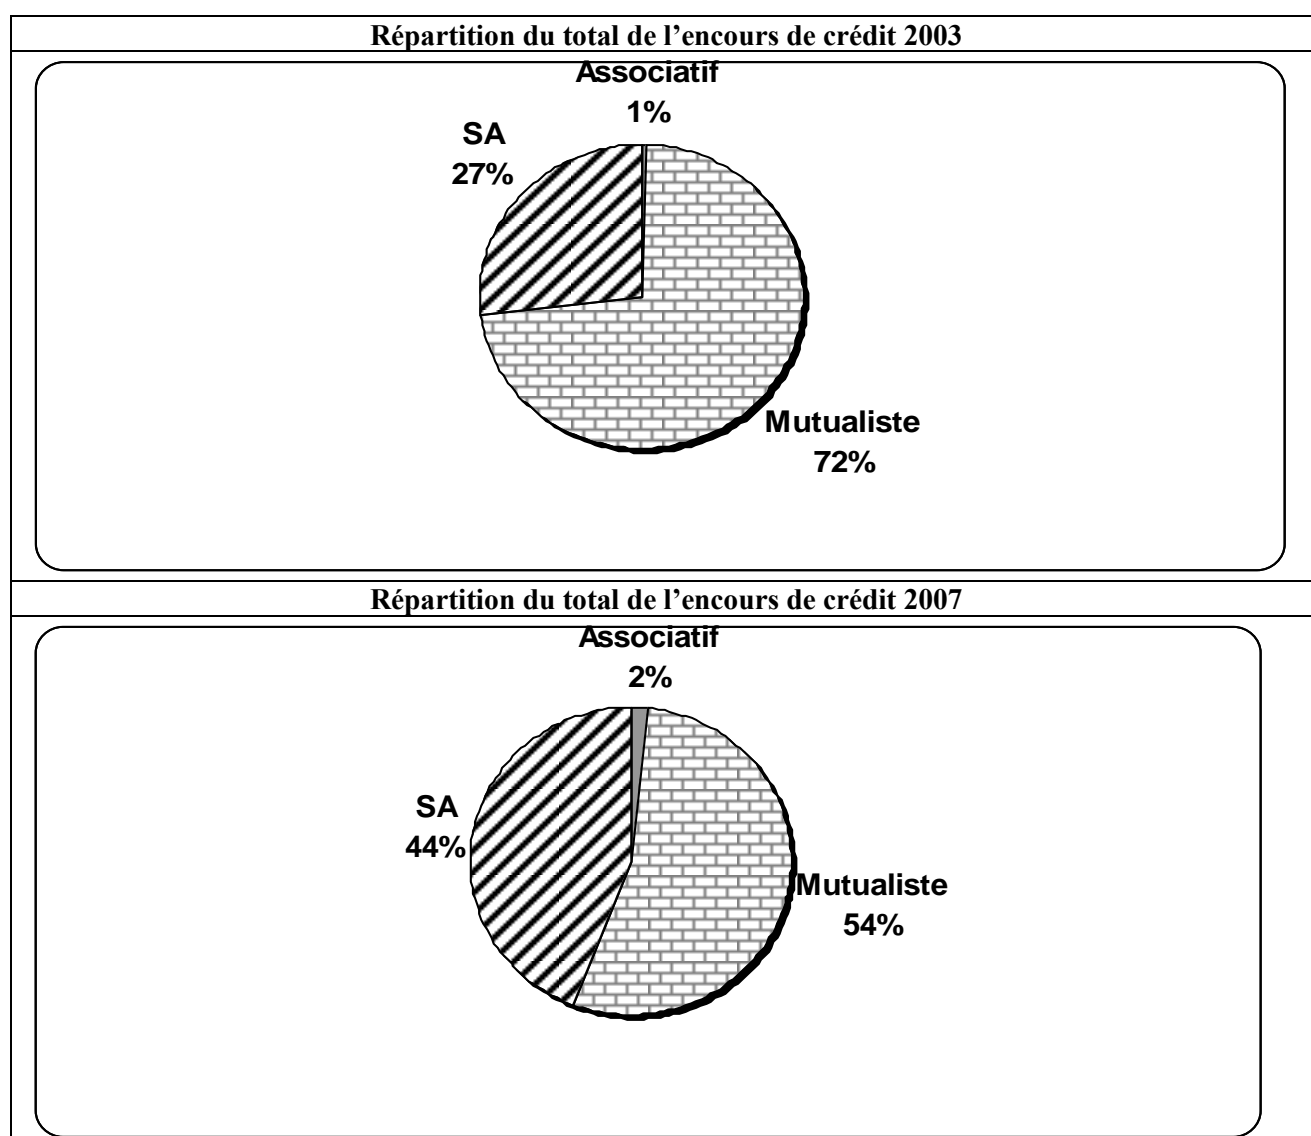 Répartition du total de l’encours de crédit 2003
Associatif
1%
SA
27%
Mutualiste
72%
Répartition du total de l’encours de crédit 2007
Associatif
2%
SA
44%
Mutualiste
54%